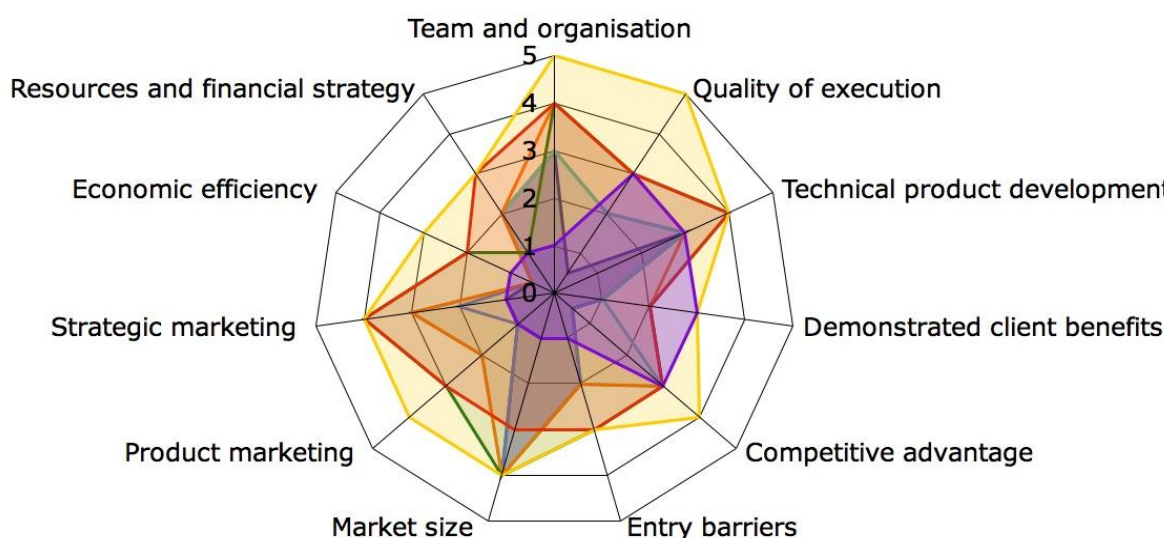 Team and organisation
5
Resources and financial strategy
Quality of execution
4
3
Economic efficiency
Technical product development
2
1
0
Strategic marketing
Demonstrated client benefits
Product marketing
Competitive advantage
Market size
Entry barriers